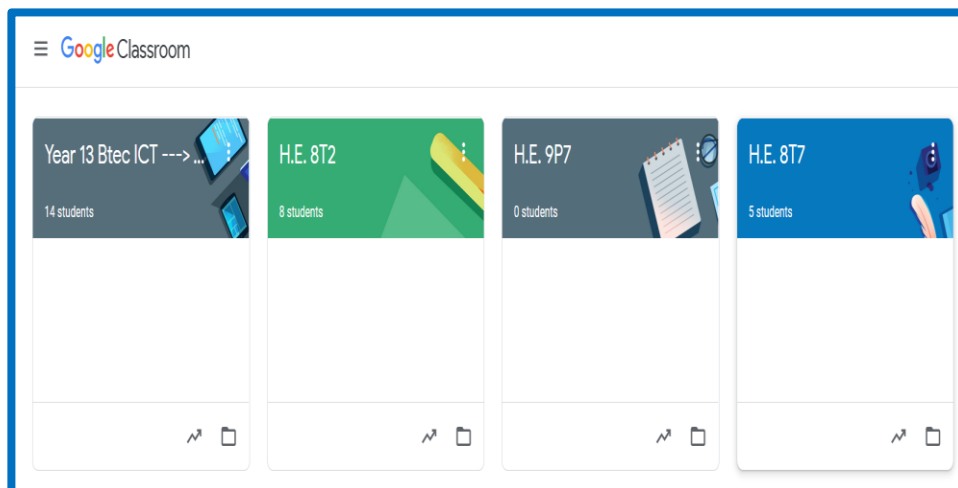 Google Classroom
Year 13 Btec ICT ---> ...
14 students
H.E. 8T2
8 students
H.E. 9P7
0 students
H.E. 8T7
5 students